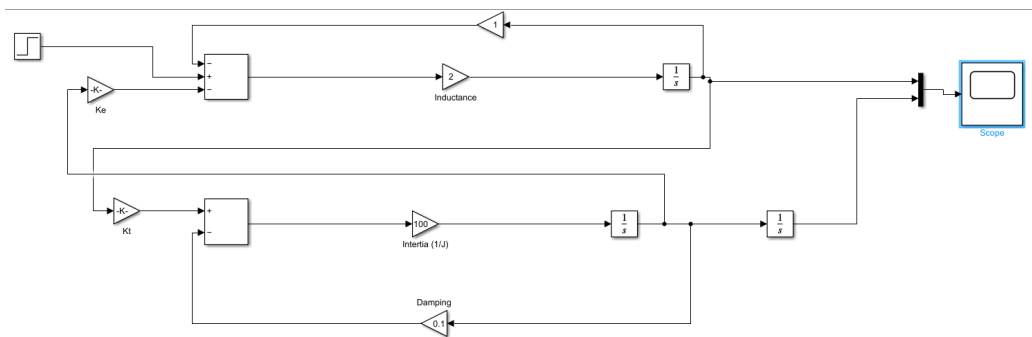 1
−
+
−
2
1
s
-K-
Inductance
Ke
Scope
-K-
+
−
100
1
s
1
s
Kt
Intertia (1/J)
Damping
0.1